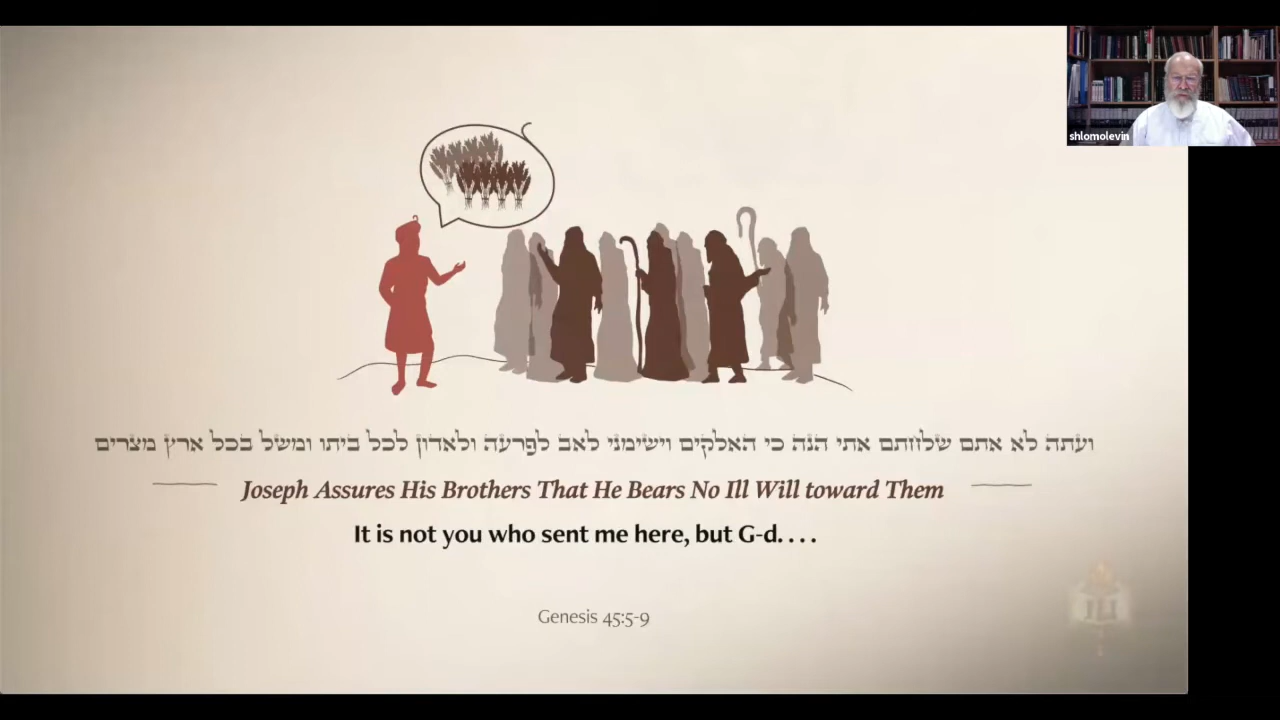 shlomolevin
ועתה לא אתם שלחתם אתי הנה כי האלקים וישימני לאב לפרעה ולאדון לכל ביתו ומשל בכל ארץ מצרים
Joseph Assures His Brothers That He Bears No Ill Will toward Them
It is not you who sent me here, but G-d. . . .
Genesis 45:5-9
JLI